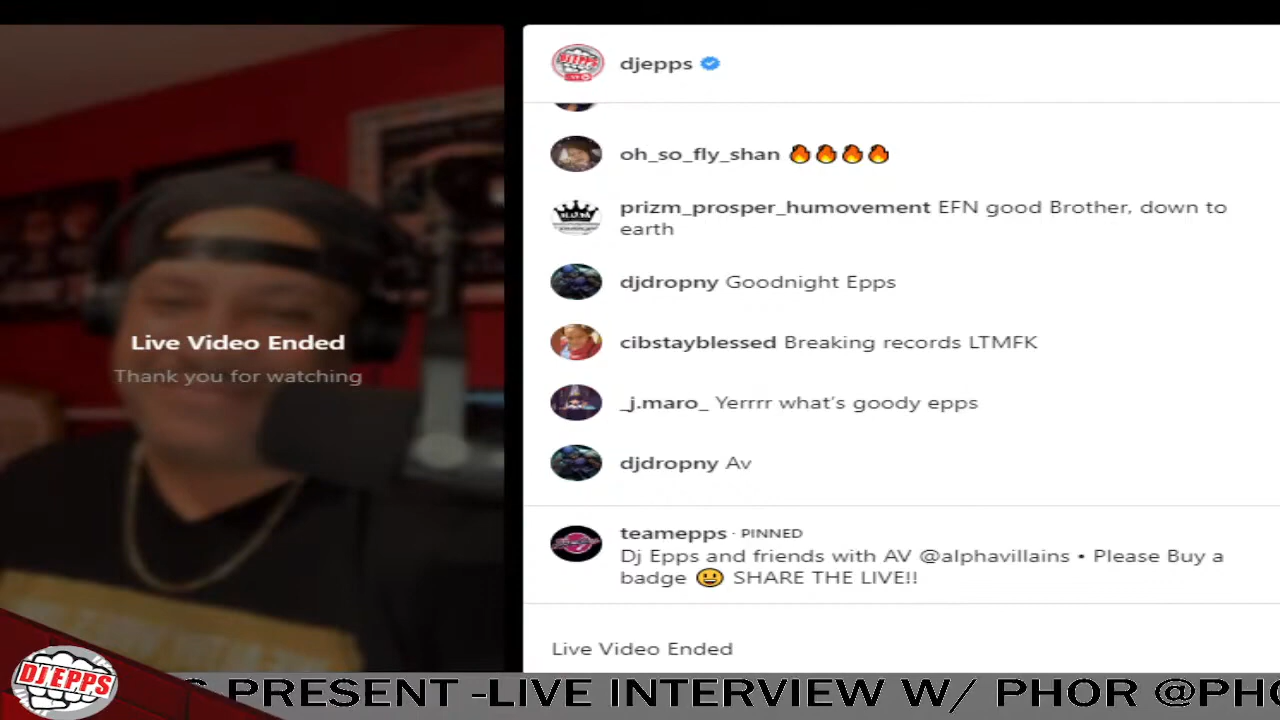 djepps
oh_so_fly_shan 🔥🔥🔥🔥
prizm_prosper_humovement EFN good Brother, down to
earth
djdropny Goodnight Epps
cibstayblessed Breaking records LTMFK
_j.maro_ Yerrrr what's goody epps
djdropny Av
teamepps · PINNED
Dj Epps and friends with AV @alphavillains • Please Buy a
badge 😀 SHARE THE LIVE!!
Live Video Ended
Live Video Ended
Thank you for watching
DJ EPPS
S PRESENT -LIVE INTERVIEW W/ PHOR @PHO